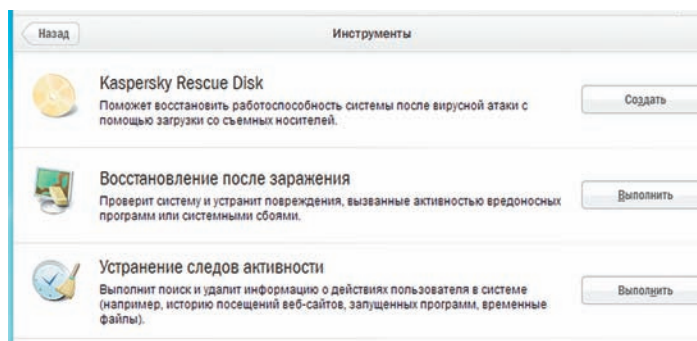 Назад
Инструменты
Kaspersky Rescue Disk
Поможет восстановить работоспособность системы после вирусной атаки с
помощью загрузки со съемных носителей.
Создать
Восстановление после заражения
Проверит систему и устранит повреждения, вызванные активностью вредоносных
программ или системными сбоями.
Выполнить
Устранение следов активности
Выполнит поиск и удалит информацию о действиях пользователя в системе
(например, историю посещений веб-сайтов, запущенных программ, временные
файлы).
Выполнить